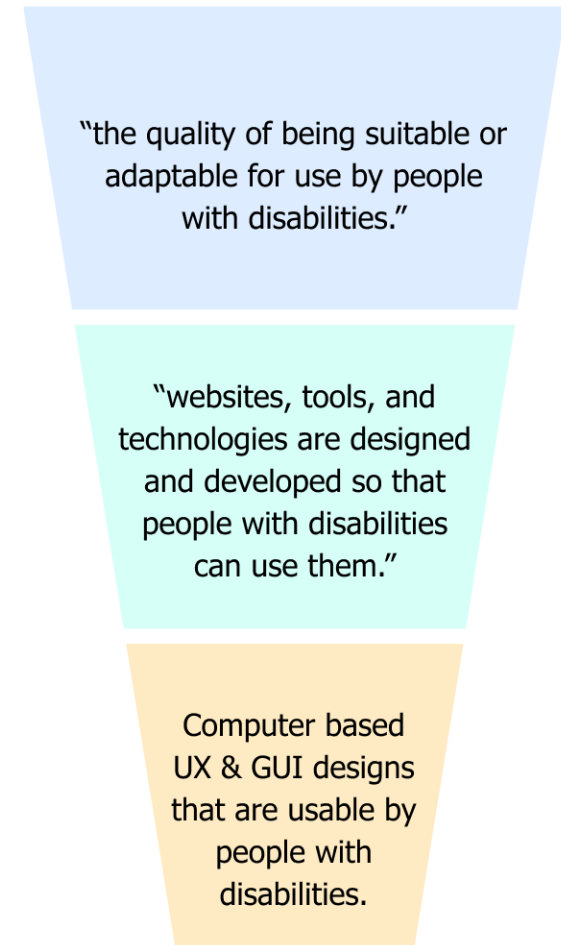 “the quality of being suitable or
adaptable for use by people
with disabilities.”
“websites, tools, and
technologies are designed
and developed so that
people with disabilities
can use them.”
Computer based
UX & GUI designs
that are usable by
people with
disabilities.